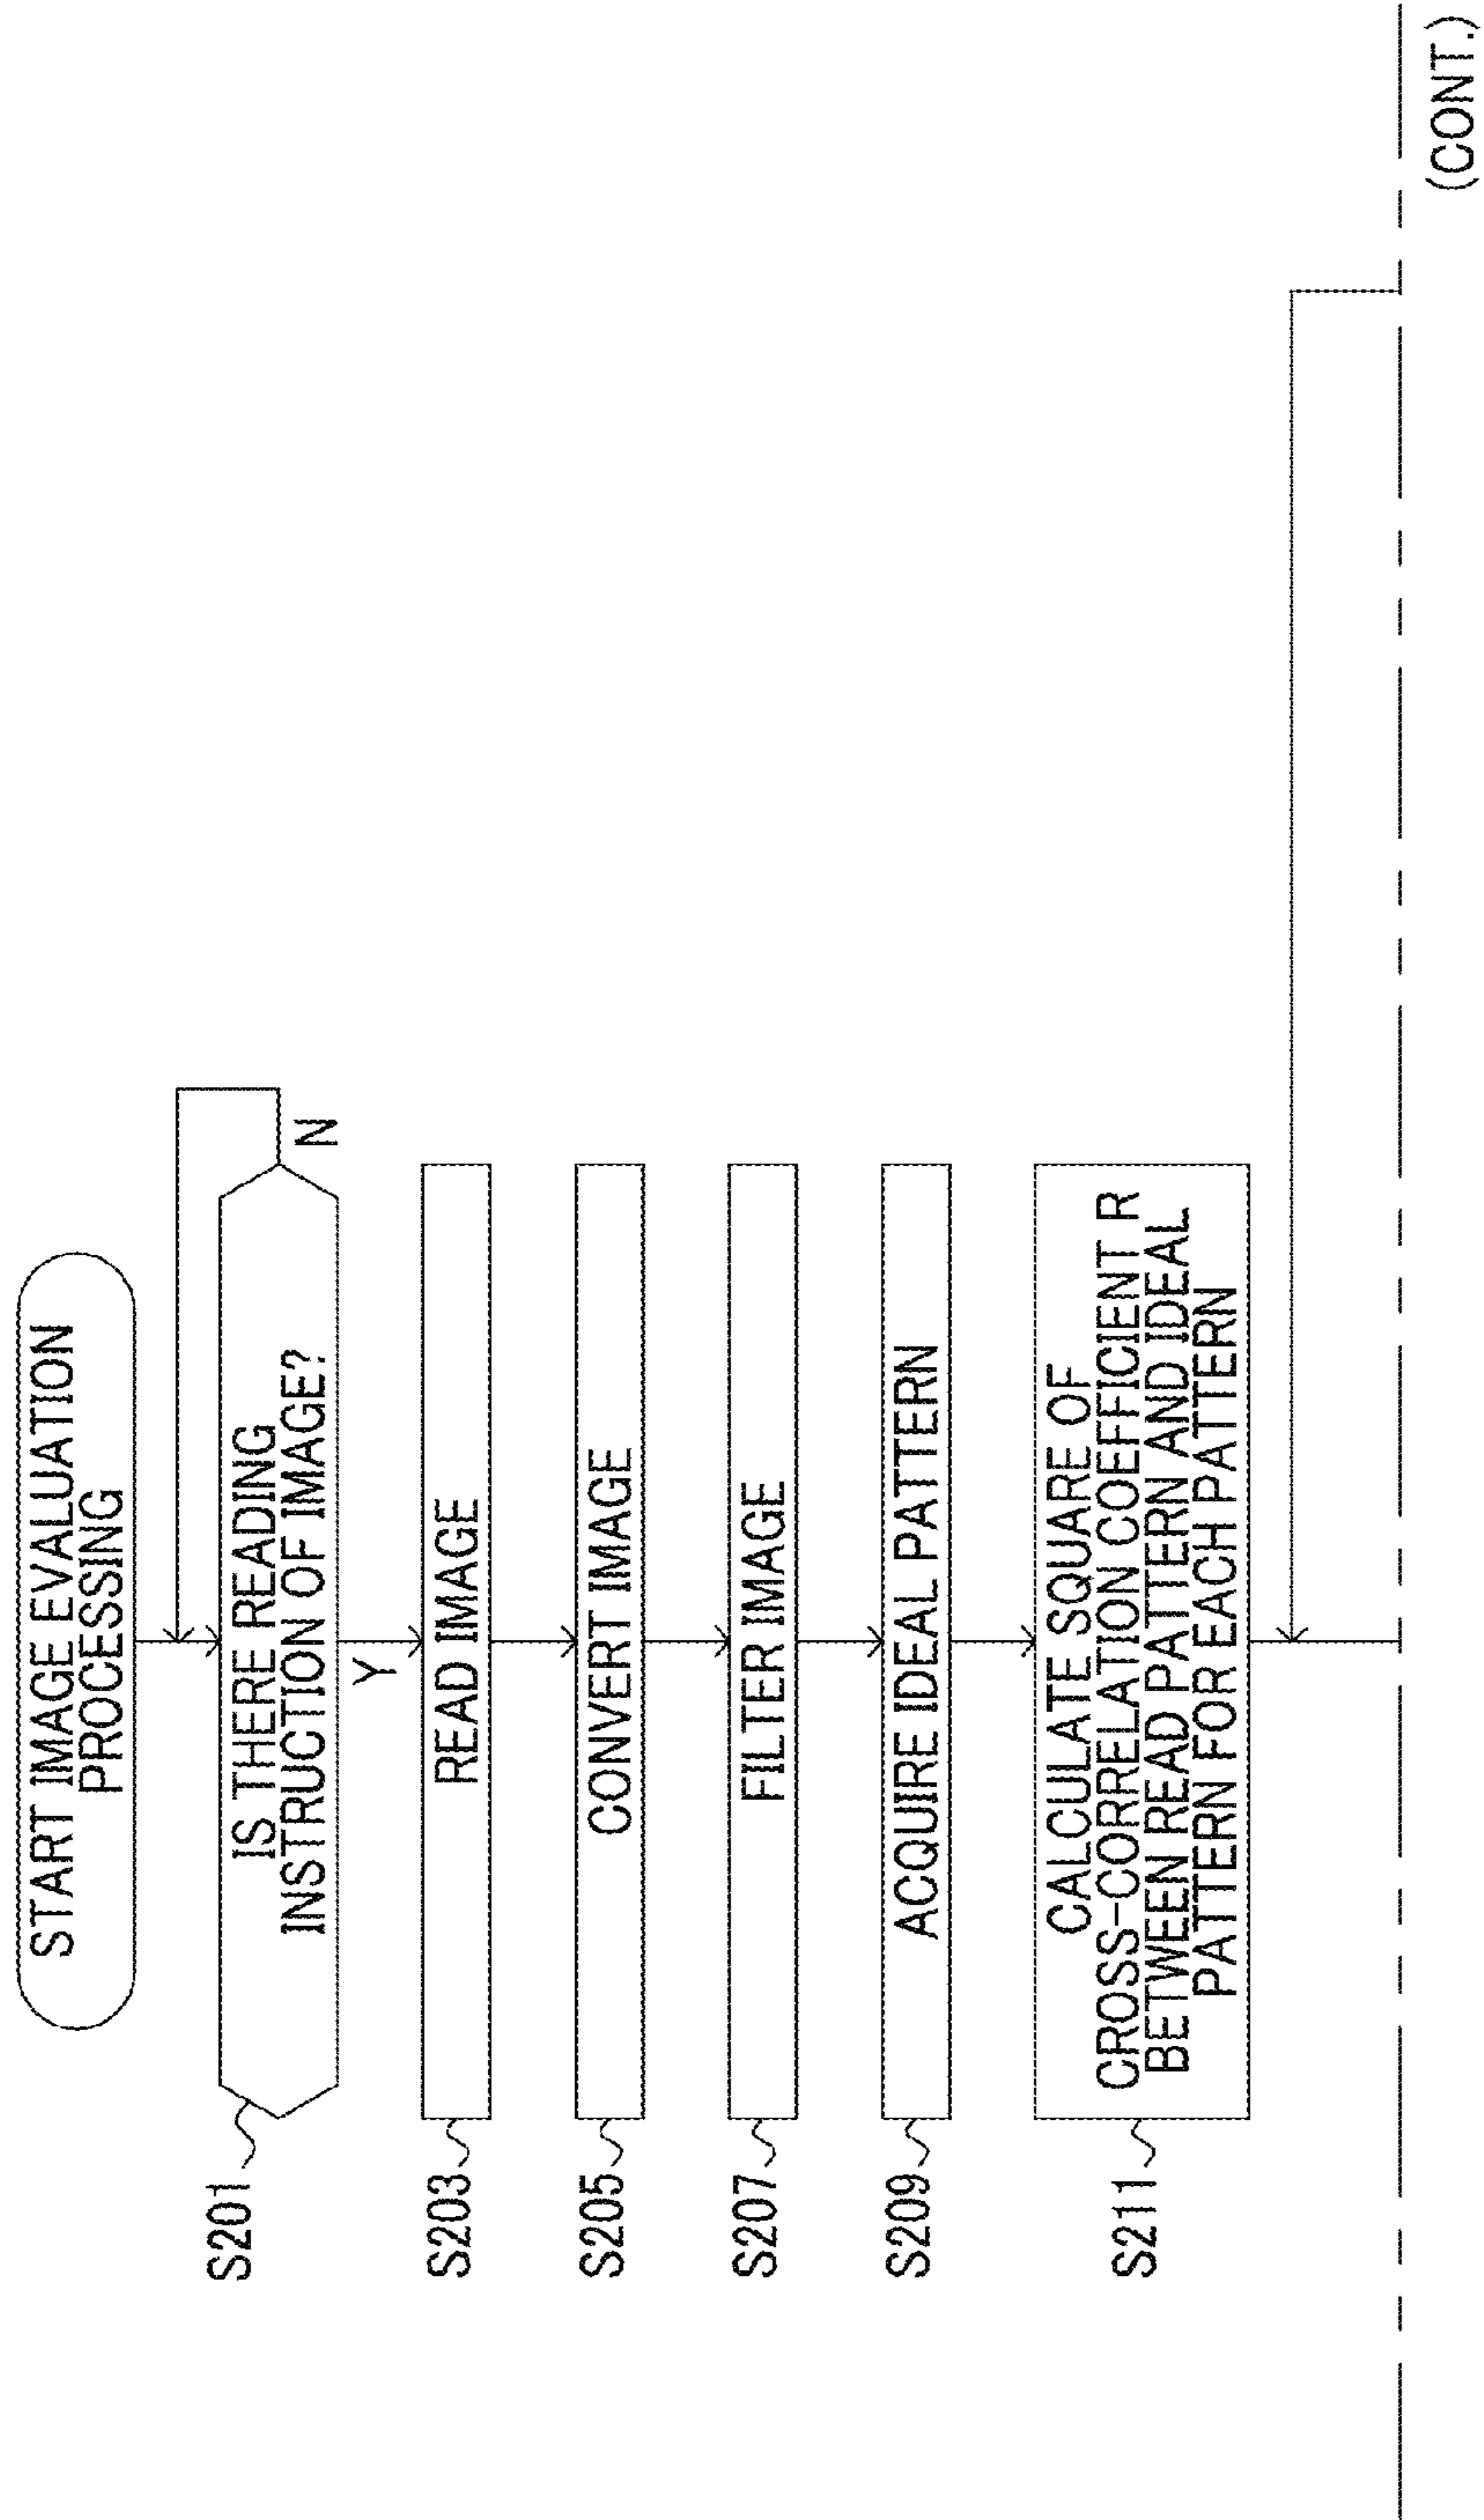 START IMAGE EVALUATION
PROCESSING
S201
IS THERE READING
INSTRUCTION OF IMAGE?
N
Y
S203
READ IMAGE
S205
CONVERT IMAGE
S207
FILTER IMAGE
S209
ACQUIRE IDEAL PATTERN
S211
CALCULATE SQUARE OF
CROSS-CORRELATION COEFFICIENT R
BETWEEN READ PATTERN AND IDEAL
PATTERN FOR EACH PATTERN
(CONT.)